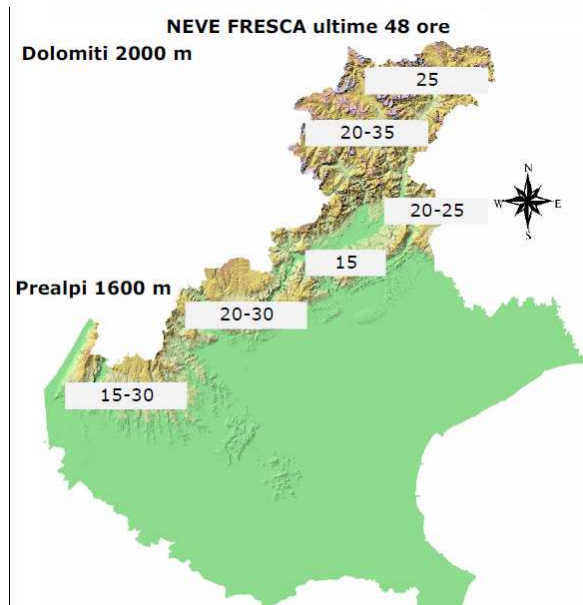 NEVE FRESCA ultime 48 ore
Dolomiti 2000 m
25
20-35
N
W E
S
20-25
15
Prealpi 1600 m
20-30
15-30